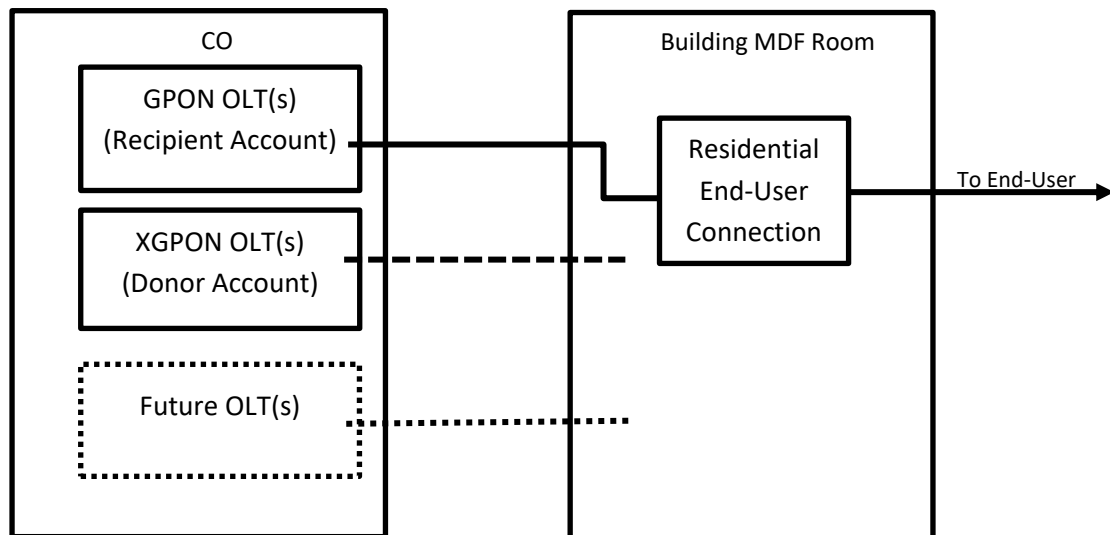 CO
GPON OLT(s)
(Recipient Account)
XGPON OLT(s)
(Donor Account)
Future OLT(s)
Building MDF Room
Residential
End-User
Connection
To End-User